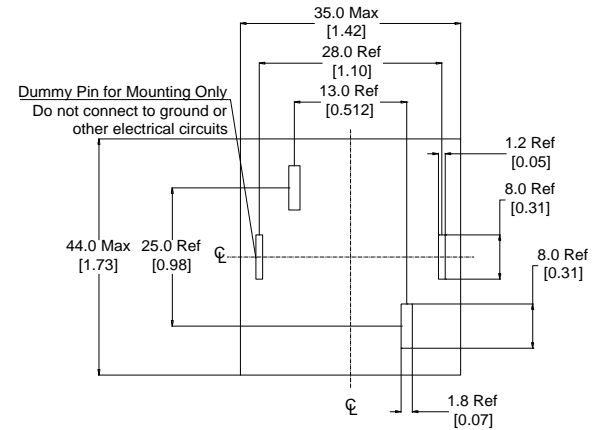 35.0 Max
[1.42]
28.0 Ref
[1.10]
Dummy Pin for Mounting Only
Do not connect to ground or
other electrical circuits
13.0 Ref
[0.512]
1.2 Ref
[0.05]
8.0 Ref
[0.31]
44.0 Max
[1.73]
25.0 Ref
[0.98]
℄
8.0 Ref
[0.31]
℄
1.8 Ref
[0.07]